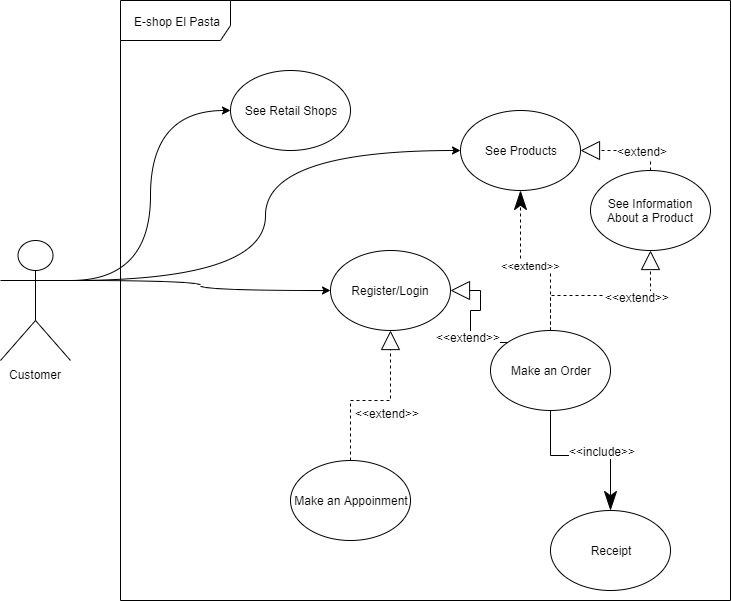 E-shop El Pasta
See Retail Shops
See Products
<extend>
See Information
About a Product
<<extend>>
<<extend>>
Register/Login
<<extend>>
Make an Order
Customer
<<extend>>
<<include>>
Make an Appoinment
Receipt